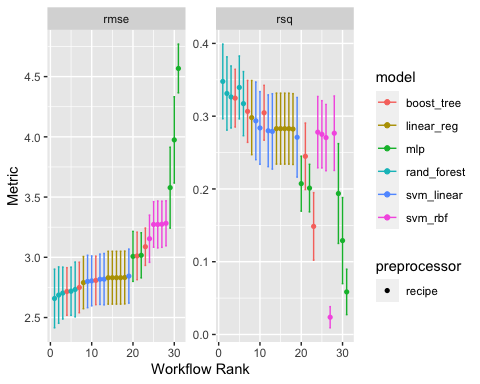 rmse
rsq
4.5
4.0
3.5
3.0
2.5
0.4
0.3
0.2
0.1
0.0
Metric
0 10 20 30
0 10 20 30
Workflow Rank
model
boost_tree
linear_reg
mlp
rand_forest
svm_linear
svm_rbf
preprocessor
recipe